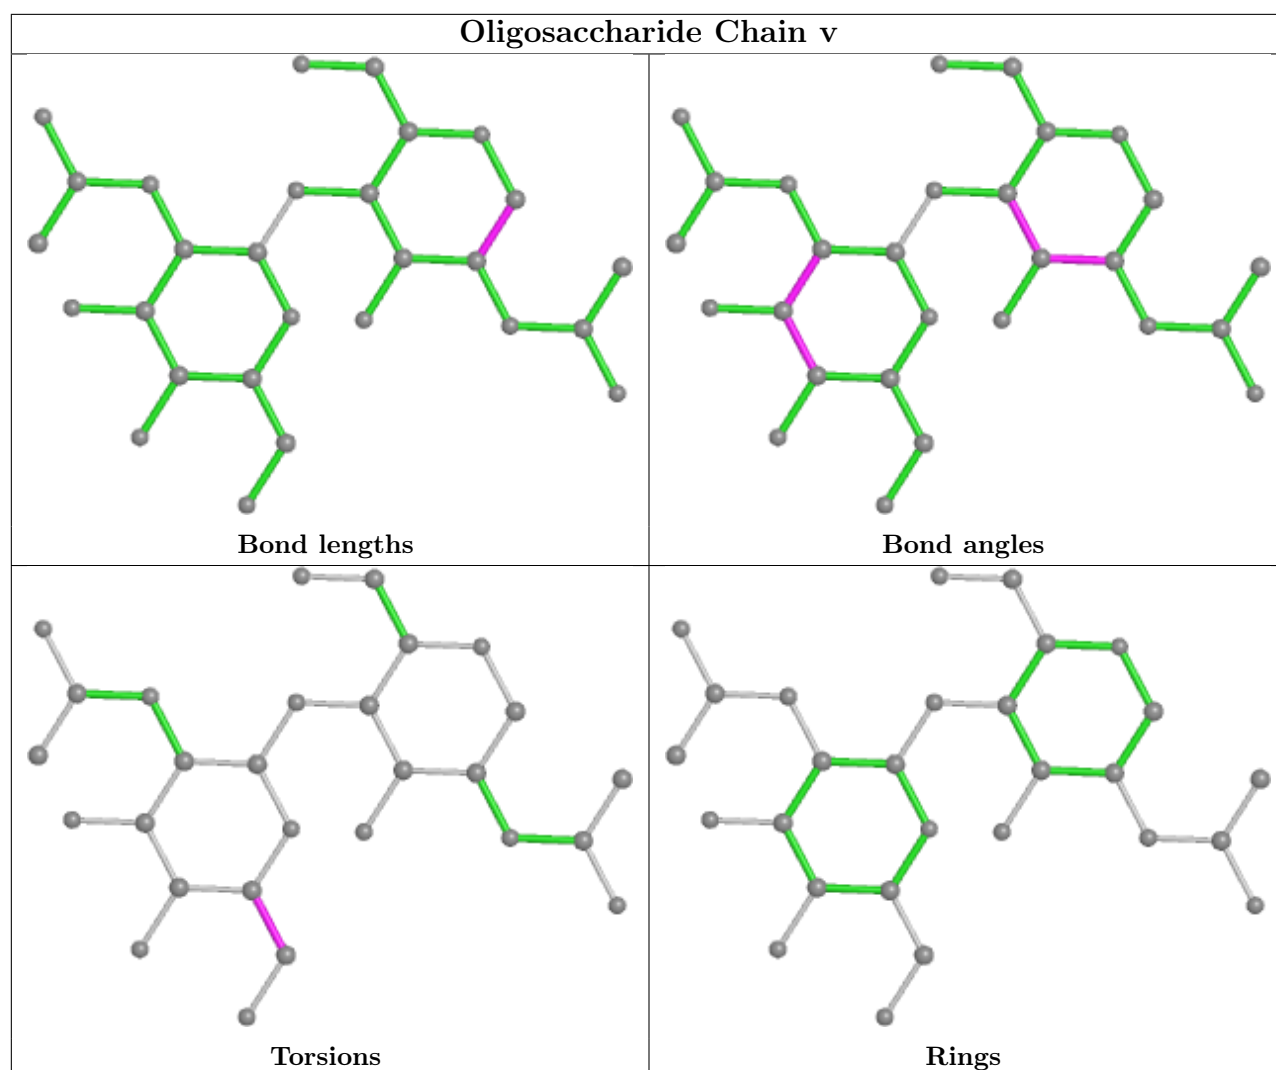 Oligosaccharide Chain v
Bond lengths
Bond angles
Torsions
Rings